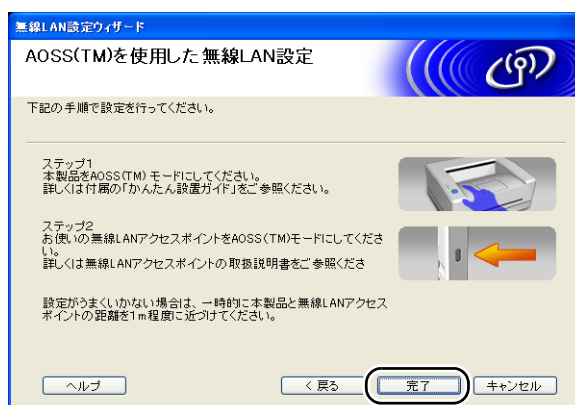 無線LAN設定ウィザード
AOSS(TM)を使用した無線LAN設定
下記の手順で設定を行ってください。
ステップ1
本製品をAOSS(TM) モードにしてください。
詳しくは付属の「かんたん設置ガイド」をご参照ください。
ステップ2
お使いの無線LANアクセスポイントをAOSS(TM)モードにしてくださ
い。
詳しくは無線LANアクセスポイントの取扱説明書をご参照くださ
設定がうまくいかない場合は、一時的に本製品と無線LANアクセス
ポイントの距離を1m程度に近づけてください。
ヘルプ
< 戻る
完了
キャンセル